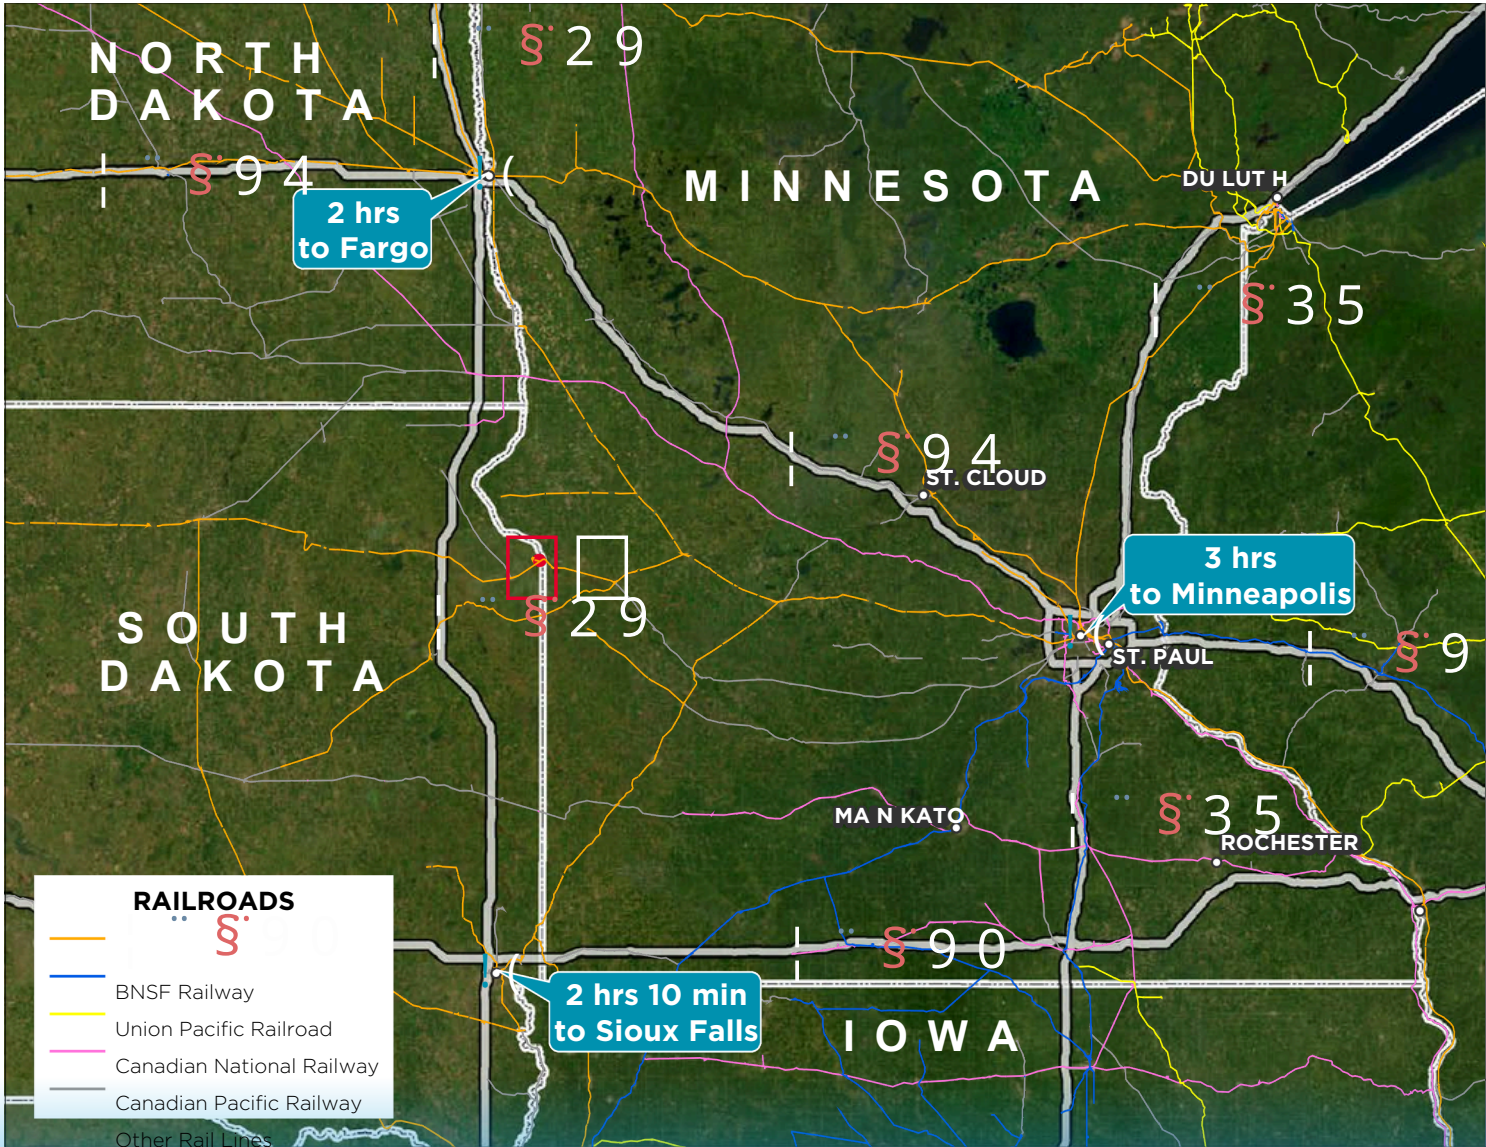 NORTH
DAKOTA
§¨ 29
§¨ 94
MINNESOTA
DU LUT H
2 hrs
to Fargo
(
§¨ 35
§¨ 94
ST. CLOUD
3 hrs
to Minneapolis
§¨ 29
SOUTH
DAKOTA
(
ST. PAUL
§¨ 9
§¨ 35
MA N KATO
ROCHESTER
RAILROADS
§¨ 90
BNSF Railway
Union Pacific Railroad
Canadian National Railway
Canadian Pacific Railway
Other Rail Lines
(
§¨ 90
2 hrs 10 min
to Sioux Falls
IOWA